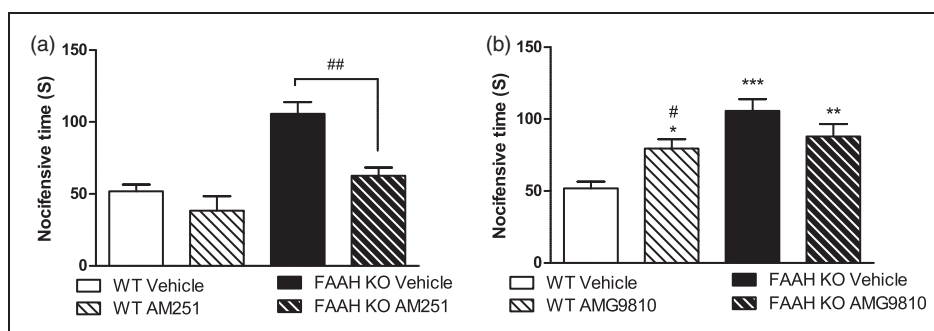 (a)
150
100
50
0
Nocifensive time (S)
##
WT Vehicle
WT AM251
FAAH KO Vehicle
FAAH KO AM251
(b)
150
100
50
0
Nocifensive time (S)
#
*
***
**
WT Vehicle
WT AMG9810
FAAH KO Vehicle
FAAH KO AMG9810